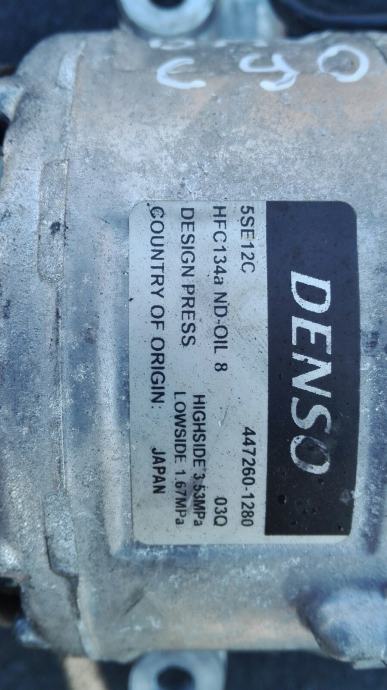 DENSO
5SE12C 447260-1280
HFC134a ND-OIL 8 03Q
DESIGN PRESS HIGHSIDE 3.53MPa
LOWSIDE 1.67MPa
COUNTRY OF ORIGIN: JAPAN